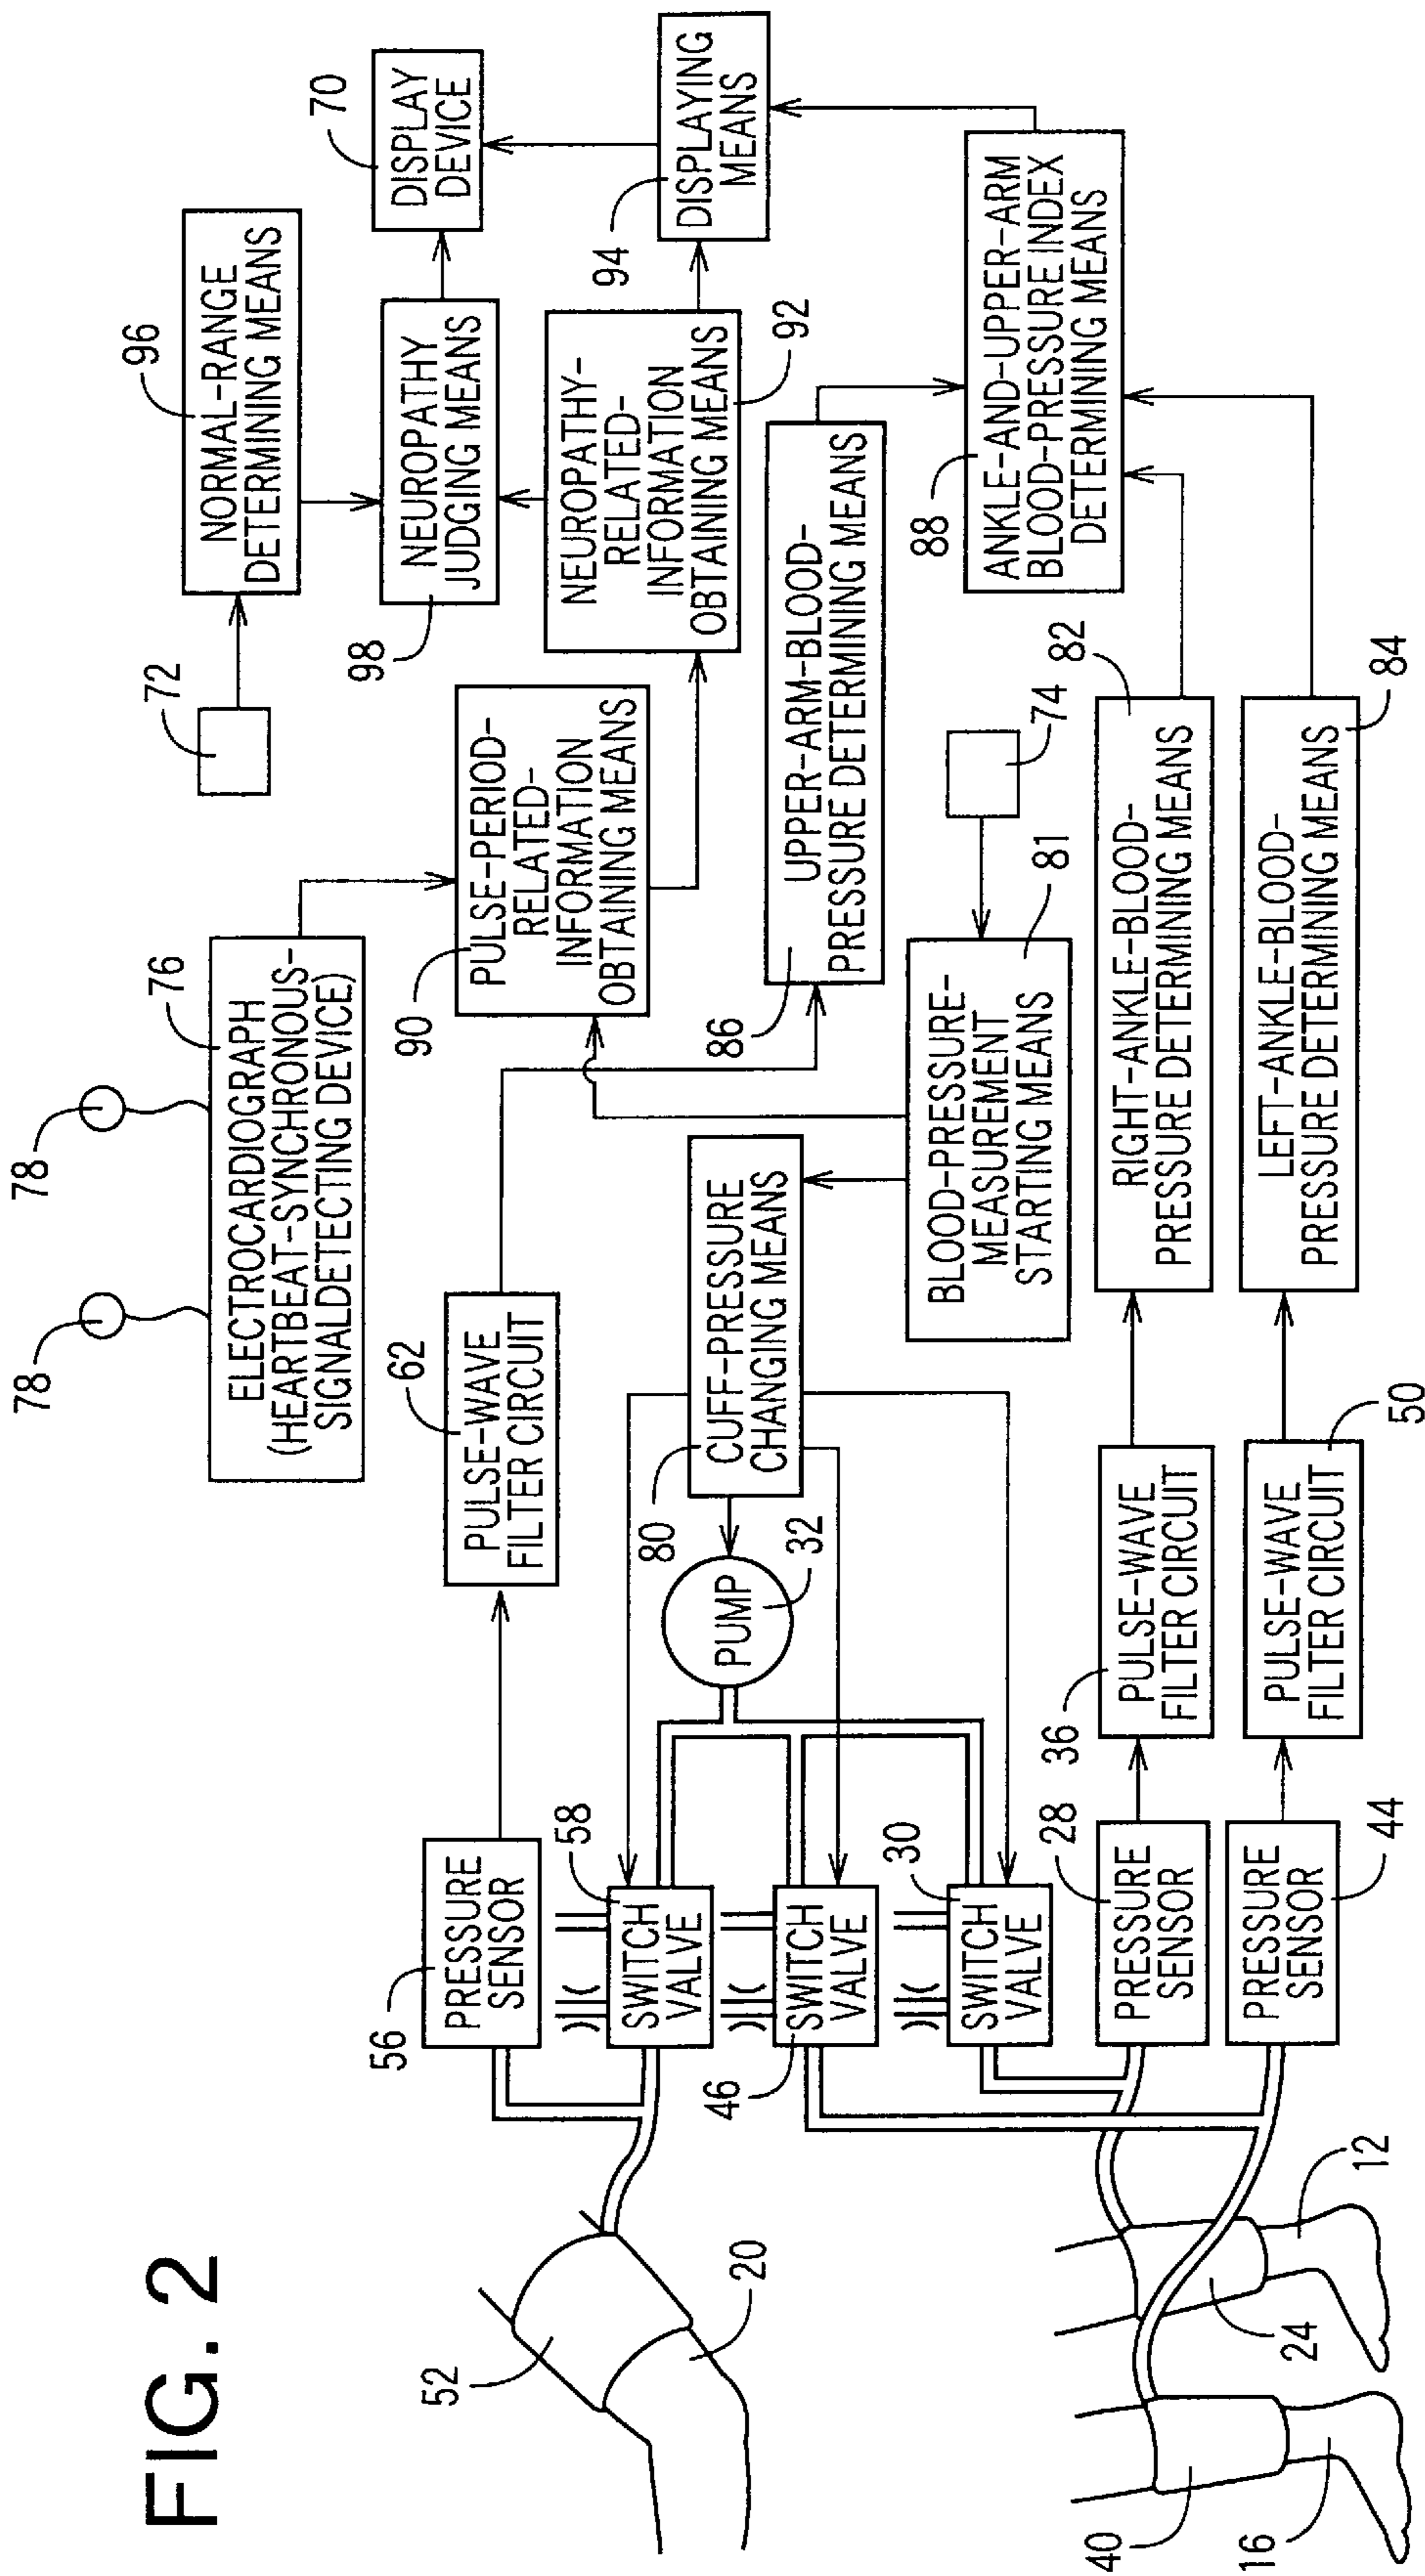 FIG. 2
78
78
76
ELECTROCARDIOGRAPH
(HEARTBEAT-SYNCHRONOUS-
SIGNALDETECTING DEVICE)
72
96
NORMAL-RANGE
DETERMINING MEANS
70
DISPLAY
DEVICE
98
NEUROPATHY
JUDGING MEANS
90
PULSE-PERIOD-
RELATED-
INFORMATION
OBTAINING MEANS
NEUROPATHY-
RELATED-
INFORMATION
OBTAINING MEANS
92
94
DISPLAYING
MEANS
56
PRESSURE
SENSOR
62
PULSE-WAVE
FILTER CIRCUIT
86
UPPER-ARM-BLOOD-
PRESSURE DETERMINING MEANS
52
20
58
SWITCH
VALVE
46
SWITCH
VALVE
30
SWITCH
VALVE
PUMP
32
80
CUFF-PRESSURE
CHANGING MEANS
BLOOD-PRESSURE-
MEASUREMENT
STARTING MEANS
81
74
88
ANKLE-AND-UPPER-ARM
BLOOD-PRESSURE INDEX
DETERMINING MEANS
28
PRESSURE
SENSOR
36
PULSE-WAVE
FILTER CIRCUIT
RIGHT-ANKLE-BLOOD-
PRESSURE DETERMINING MEANS
82
PRESSURE
SENSOR
44
PULSE-WAVE
FILTER CIRCUIT
50
LEFT-ANKLE-BLOOD-
PRESSURE DETERMINING MEANS
84
40
16
24
12